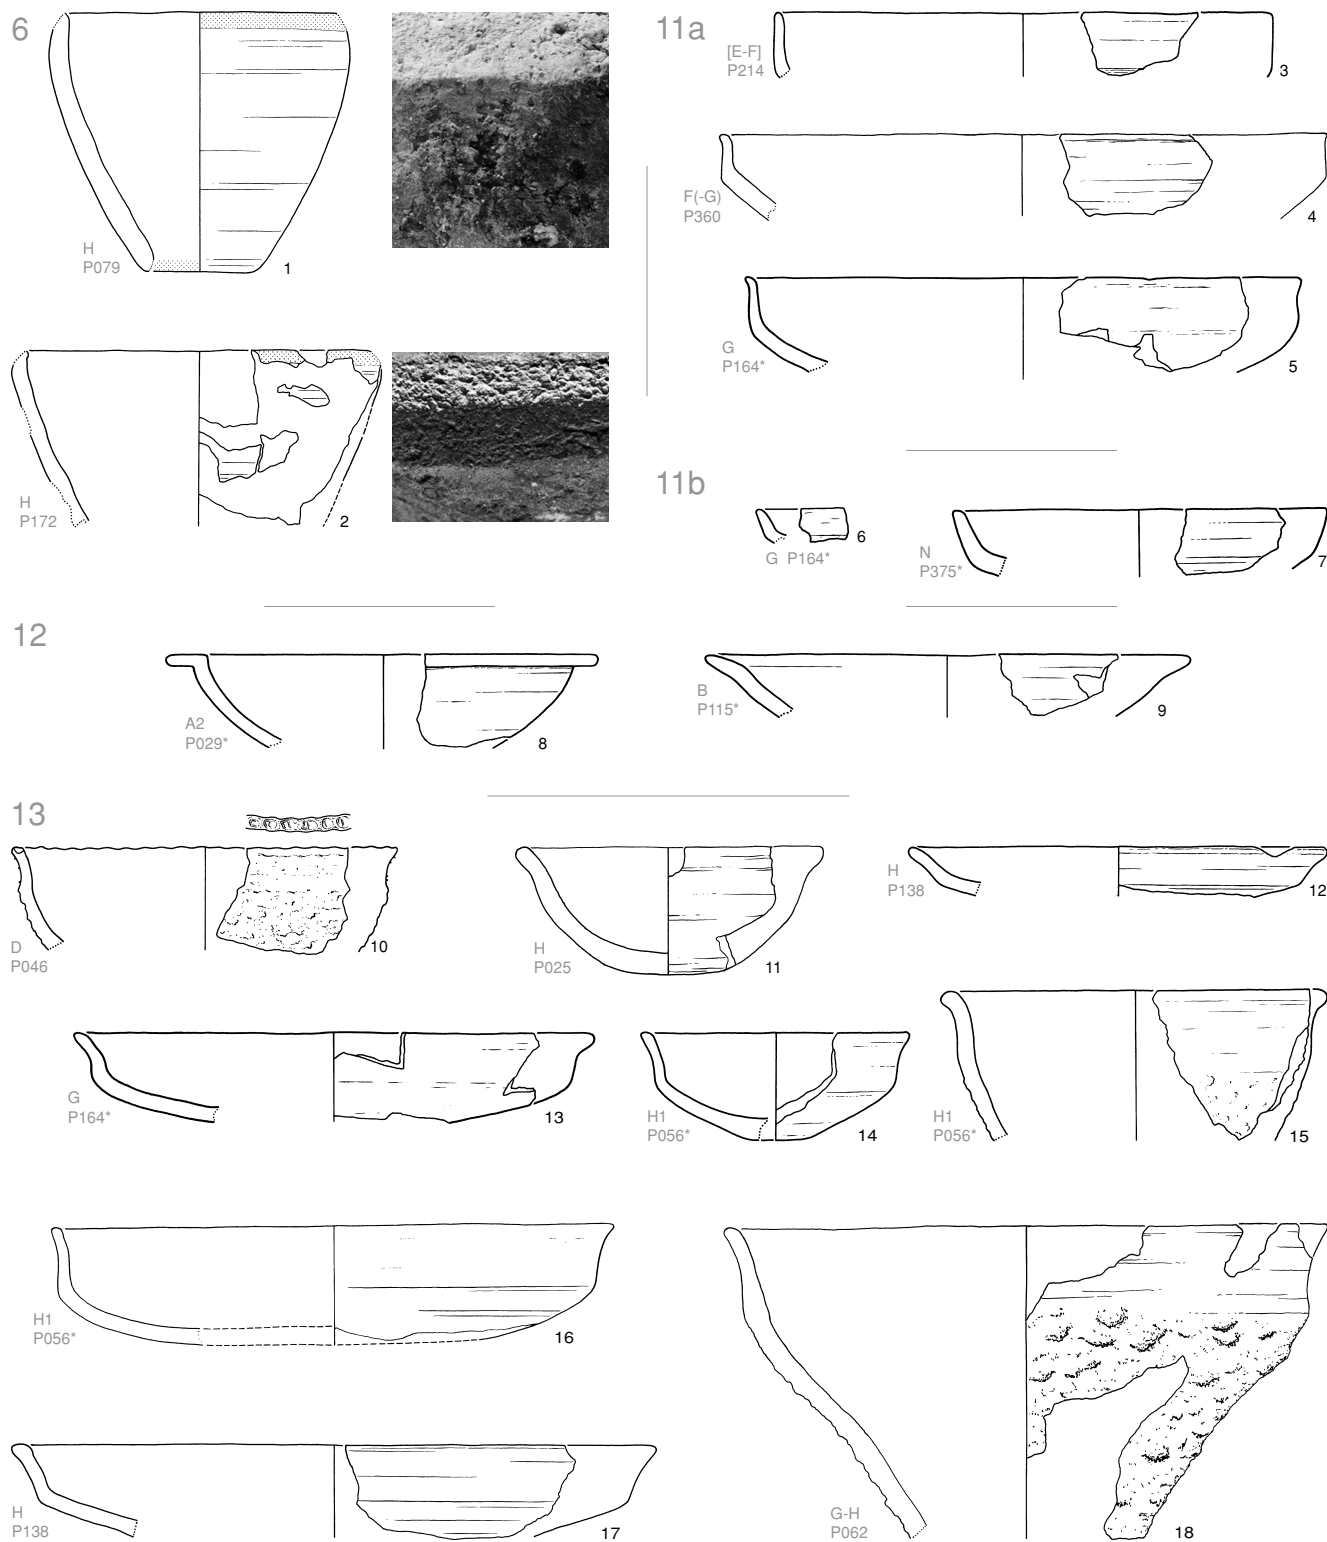 6
H
P079
1
H
P172
2
11a
[E-F]
P214
3
F(-G)
P360
4
G
P164*
5
11b
G P164*
6
N
P375*
7
12
A2
P029*
8
B
P115*
9
13
D
P046
10
H
P025
11
H
P138
12
G
P164*
13
H1
P056*
14
H1
P056*
15
H1
P056*
16
H
P138
17
G-H
P062
18